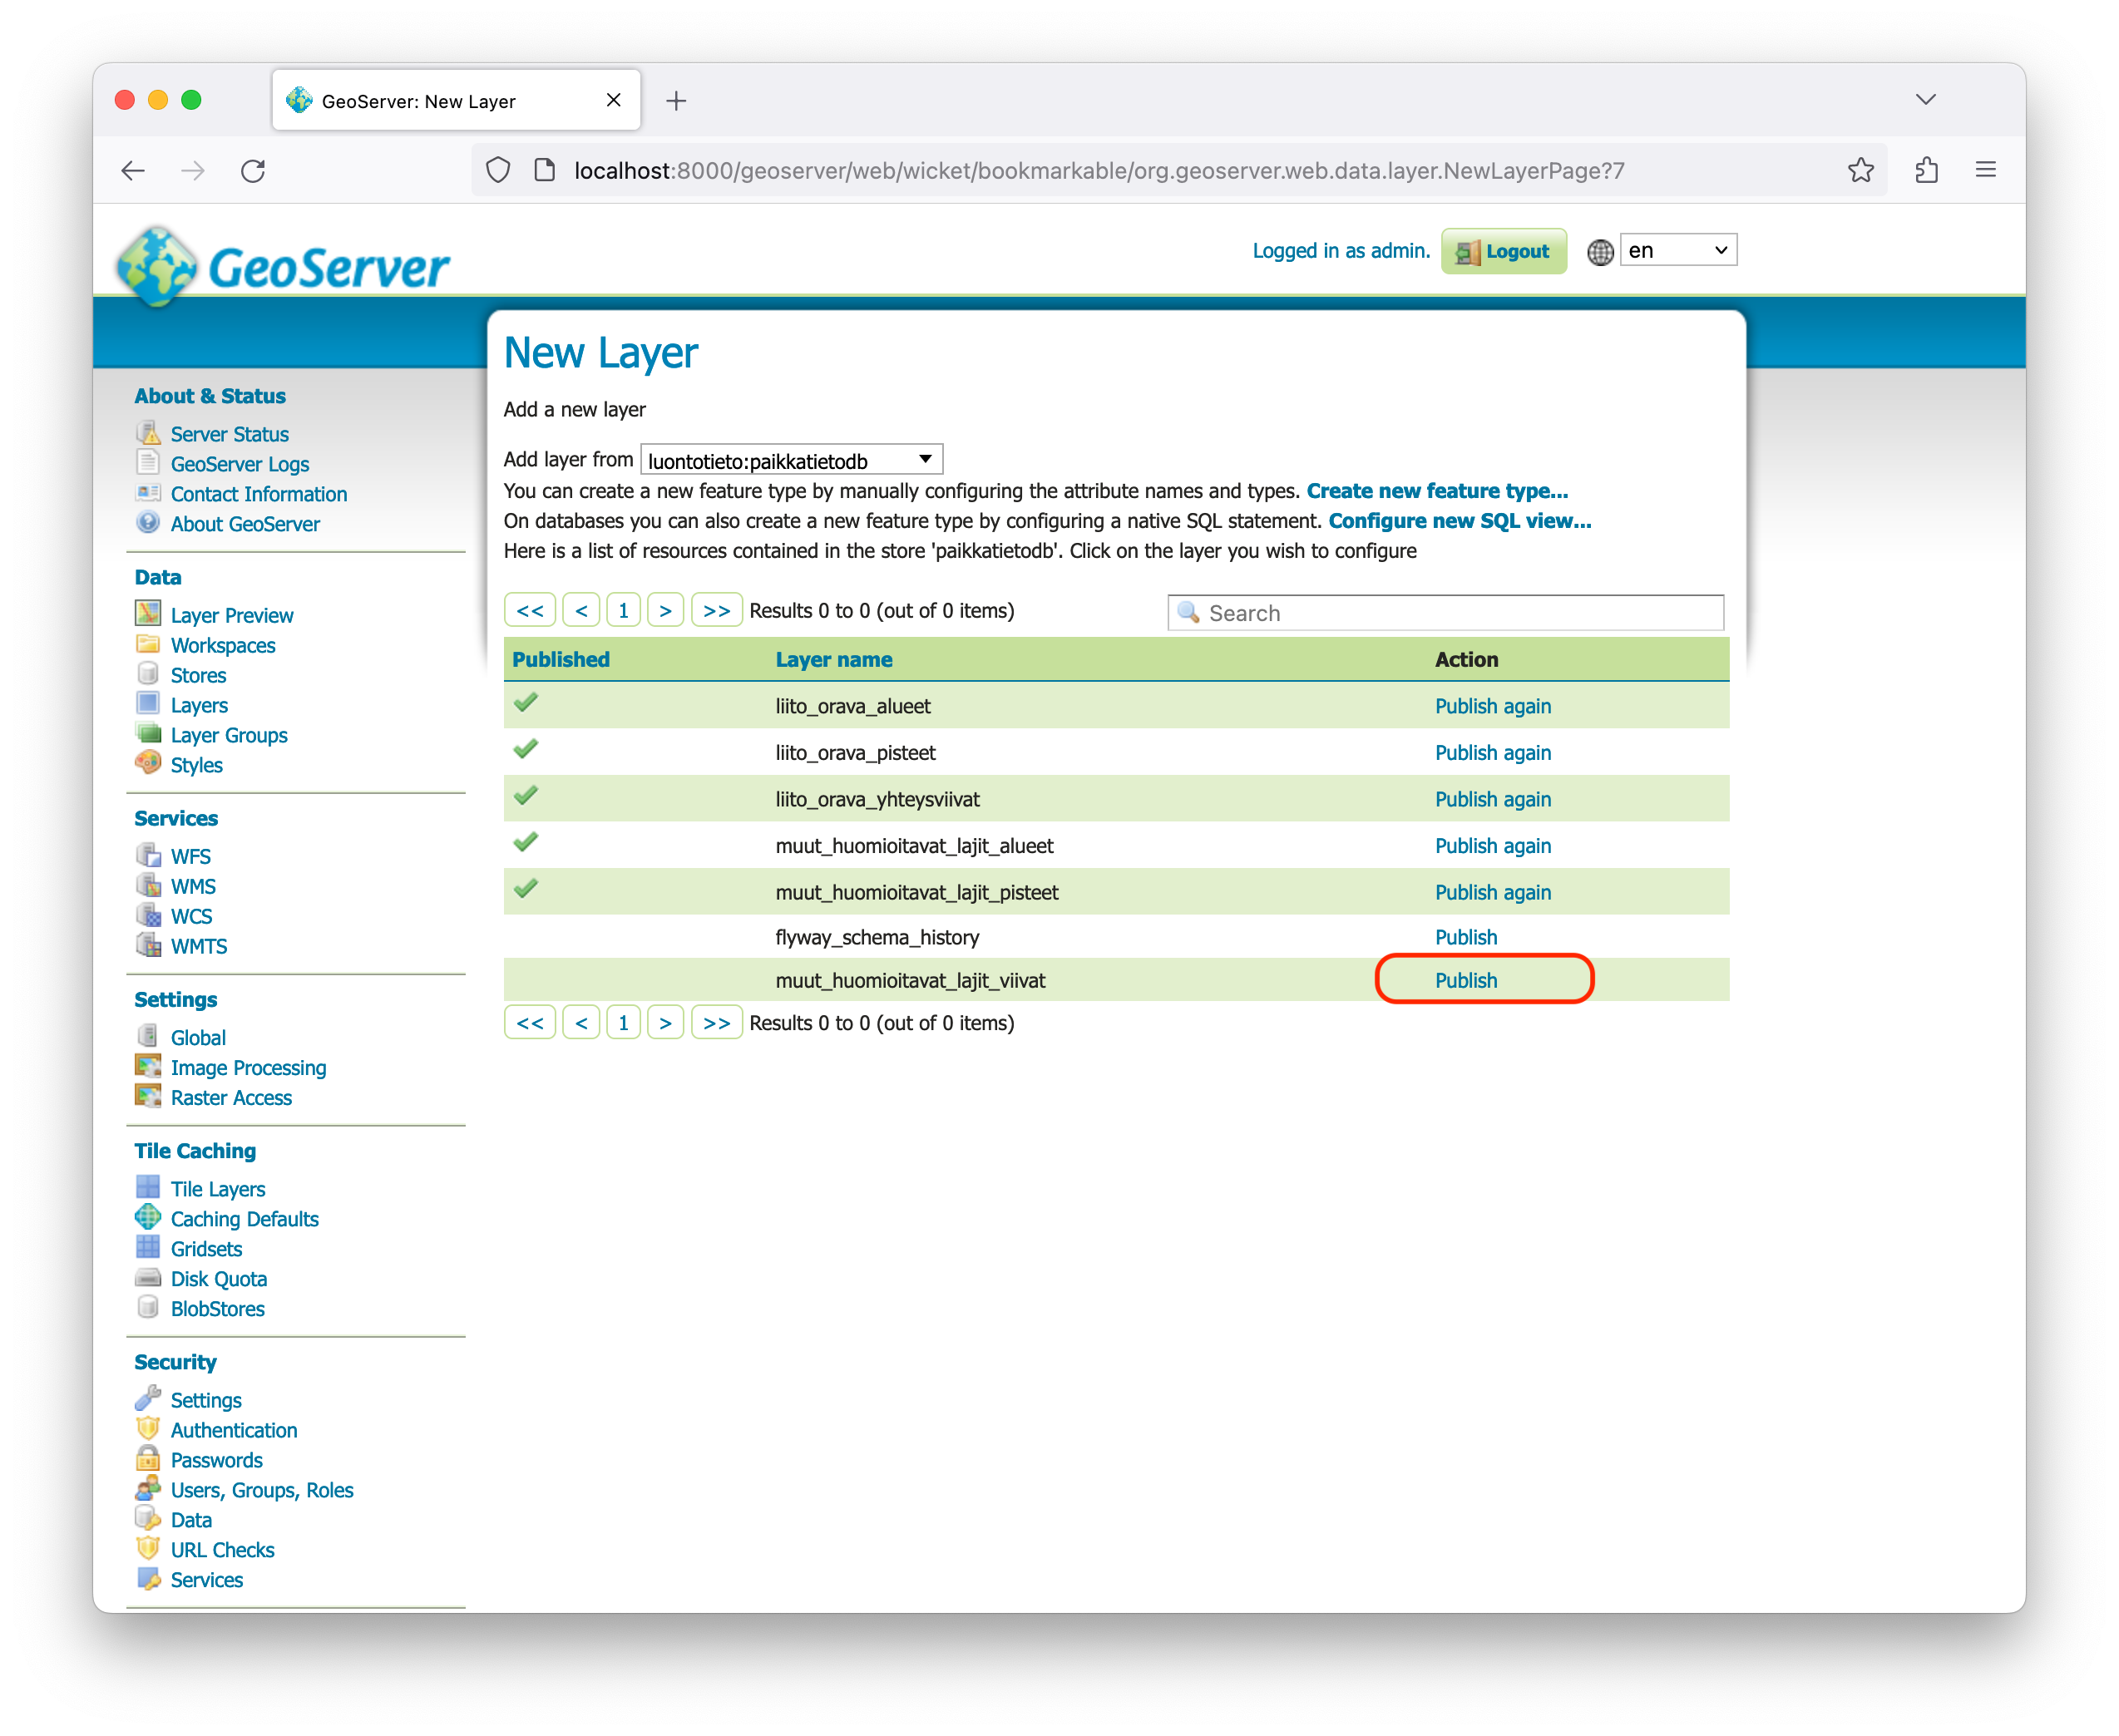 GeoServer: New Layer
localhost:8000/geoserver/web/wicket/bookmarkable/org.geoserver.web.data.layer.NewLayerPage?7
GeoServer
Logged in as admin. Logout en
New Layer
Add a new layer
Add layer from luontotieto:paikkatietodb
You can create a new feature type by manually configuring the attribute names and types. Create new feature type...
On databases you can also create a new feature type by configuring a native SQL statement. Configure new SQL view...
Here is a list of resources contained in the store 'paikkatietodb'. Click on the layer you wish to configure
<< < 1 > >> Results 0 to 0 (out of 0 items) Search
Published Layer name Action
liito_orava_alueet Publish again
liito_orava_pisteet Publish again
liito_orava_yhteysviivat Publish again
muut_huomioitavat_lajit_alueet Publish again
muut_huomioitavat_lajit_pisteet Publish again
flyway_schema_history Publish
muut_huomioitavat_lajit_viivat Publish
<< < 1 > >> Results 0 to 0 (out of 0 items)
About & Status
Server Status
GeoServer Logs
Contact Information
About GeoServer
Data
Layer Preview
Workspaces
Stores
Layers
Layer Groups
Styles
Services
WFS
WMS
WCS
WMTS
Settings
Global
Image Processing
Raster Access
Tile Caching
Tile Layers
Caching Defaults
Gridsets
Disk Quota
BlobStores
Security
Settings
Authentication
Passwords
Users, Groups, Roles
Data
URL Checks
Services